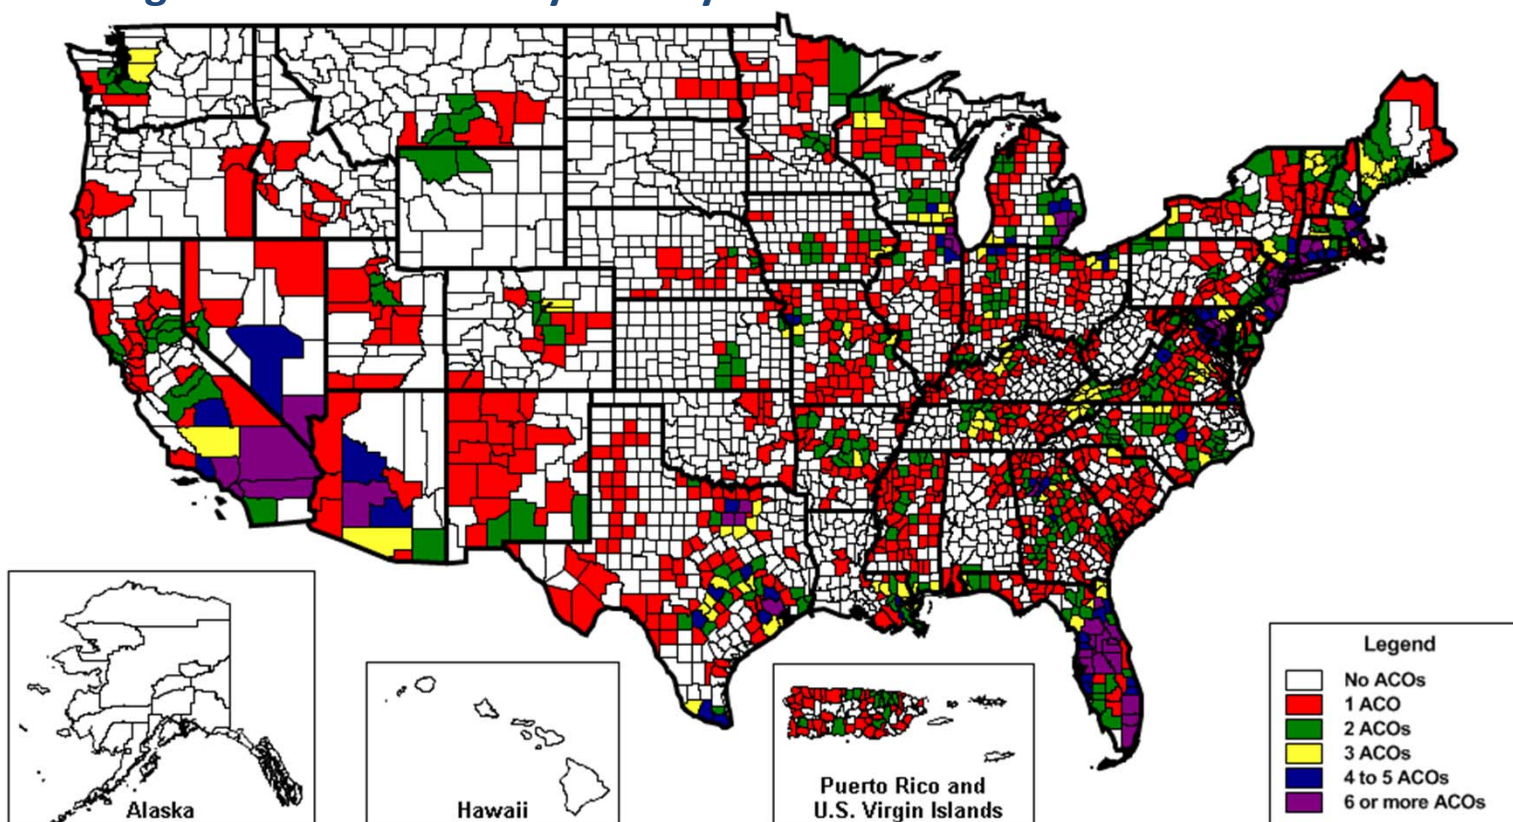 Alaska
Hawaii
Puerto Rico and
U.S. Virgin Islands
Legend
No ACOs
1 ACO
2 ACOs
3 ACOs
4 to 5 ACOs
6 or more ACOs